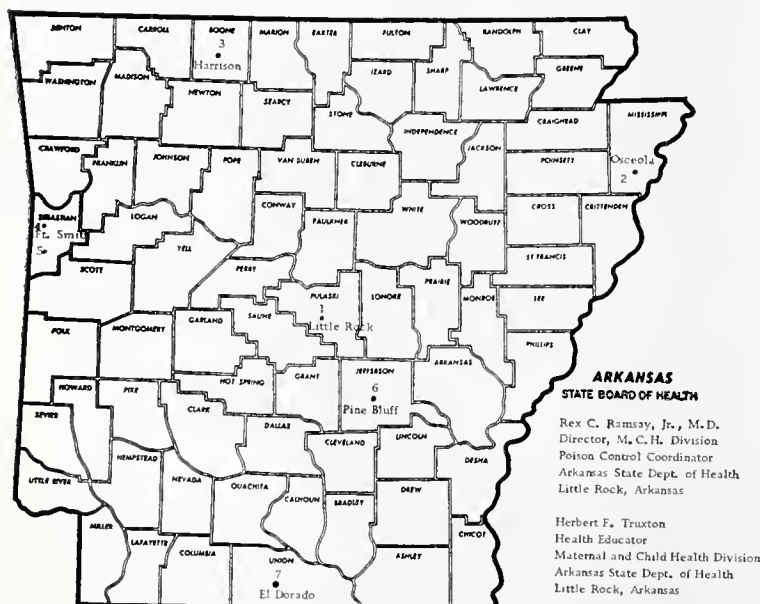 BENTON CARROLL BOONE MARION BAXTER FULTON RANDOLPH CLAY
3
Harrison
WASHINGTON MADISON NEWTON SEARCY IZARD SHARP LAWRENCE GREENE
STONE INDEPENDENCE JACKSON CRAIGHEAD MISSISSIPPI
CRAWFORD FRANKLIN JOHNSON POPE VAN BUREN CLEBURNE POINSETT
Osceola
2
SEBASTIAN LOGAN CONWAY FAULKNER WHITE WOODRUFF CROSS CRITTENDEN
4
Ft. Smit
5
YELL
SCOTT PERRY PULASKI LONOKE PRAIRIE MONROE ST FRANCIS
LEE
1
Little Rock
POLK MONTGOMERY GARLAND SALINE PHILLIPS
HOT SPRING GRANT JEFFERSON ARKANSAS
6
Pine Bluff
HOWARD PIKE CLARK DALLAS CLEVELAND LINCOLN DESHA
SEVIER
LITTLE RIVER HEMPSTEAD NEVADA OUACHITA CALHOUN BRADLEY DREW
MILLER LAFAYETTE COLUMBIA UNION ASHLEY CHICOT
7
El Dorado
ARKANSAS
STATE BOARD OF HEALTH
Rex C. Ramsay, Jr., M.D.
Director, M.C.H. Division
Poison Control Coordinator
Arkansas State Dept. of Health
Little Rock, Arkansas
Herbert F. Truxton
Health Educator
Maternal and Child Health Division
Arkansas State Dept. of Health
Little Rock, Arkansas